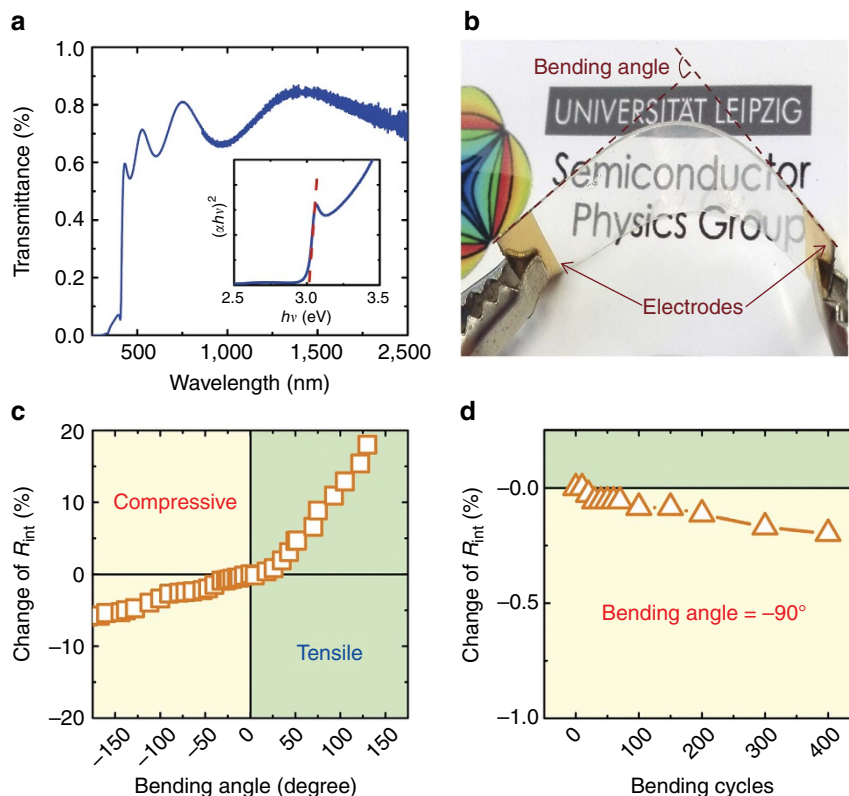 a
1.0
0.8
0.6
0.4
0.2
0.0
Transmittance (%)
500
1,000
1,500
2,500
Wavelength (nm)
(αhν)²
2.5
3.0
3.5
hν (eV)
b
Bending angle
UNIVERSITÄT LEIPZIG
Semiconductor
Physics Group
Electrodes
c
20
10
0
−10
−20
Change of Rint (%)
Compressive
Tensile
−150
−100
−50
0
50
100
150
Bending angle (degree)
d
−0.0
−0.5
−1.0
Change of Rint (%)
Bending angle = −90°
0
100
200
300
400
Bending cycles